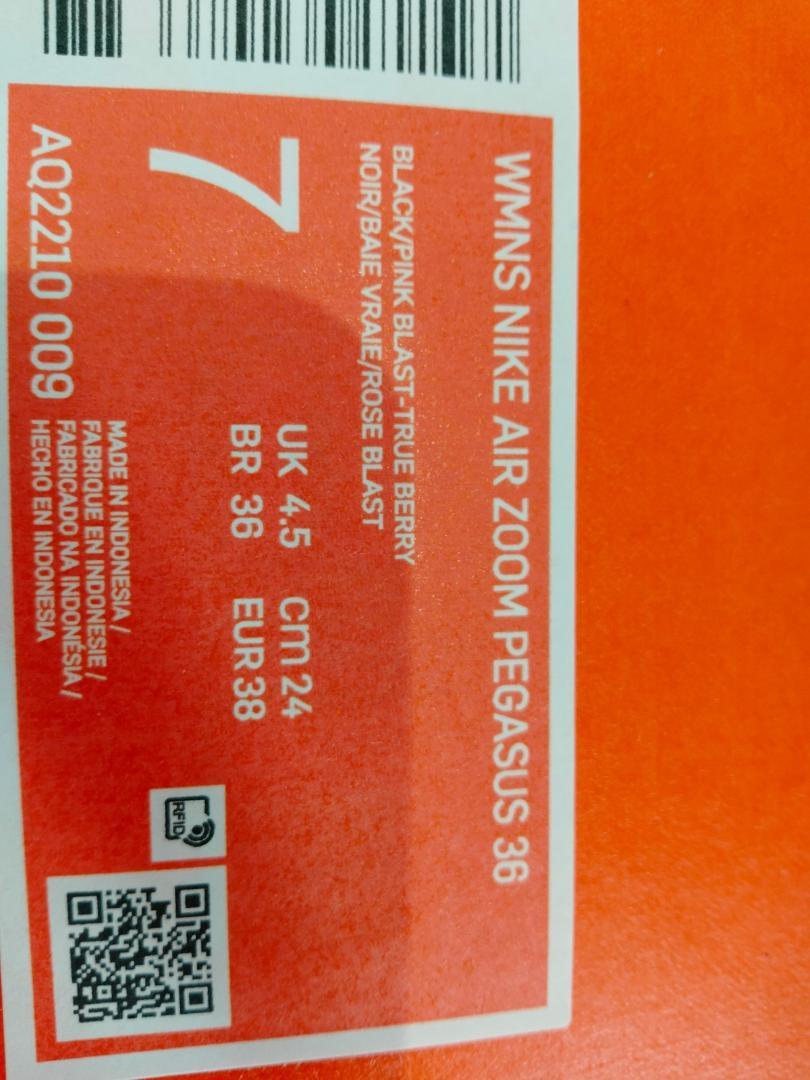 WMNS NIKE AIR ZOOM PEGASUS 36
BLACK/PINK BLAST-TRUE BERRY
NOIR/BAIE VRAIE/ROSE BLAST
7
UK 4.5 cm 24
BR 36 EUR 38
AQ2210 009
MADE IN INDONESIA /
FABRIQUE EN INDONESIE /
FABRICADO NA INDONÉSIA /
HECHO EN INDONESIA
RFID